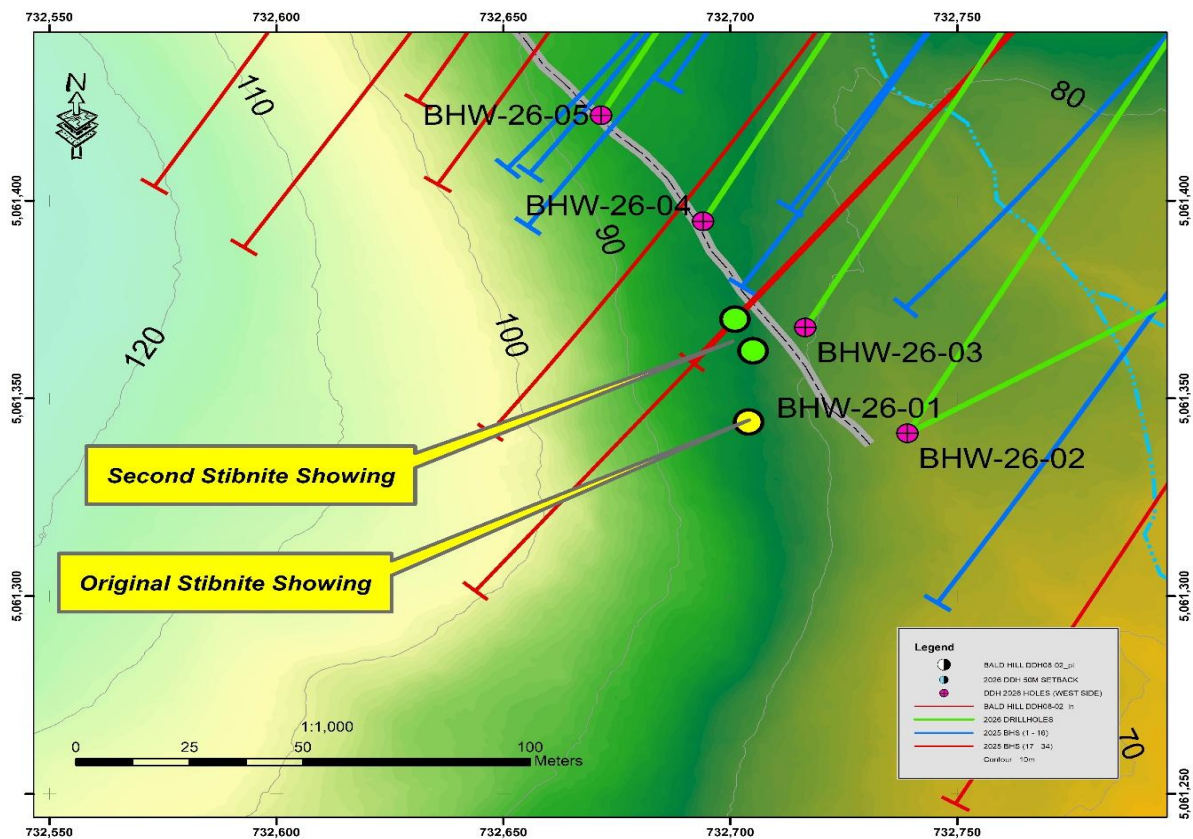 732,550
732,600
732,650
732,700
732,750
N
110
80
BHW-26-05
5,061,400
5,061,400
BHW-26-04
90
100
120
BHW-26-03
5,061,350
5,061,350
BHW-26-01
BHW-26-02
Second Stibnite Showing
Original Stibnite Showing
5,061,300
5,061,300
Legend
BALD HILL DDH08 02_pl
2026 DDH 50M SETBACK
DDH 2026 HOLES (WEST SIDE)
BALD HILL DDH08-02 ln
2026 DRILLHOLES
2025 BHS (1 - 16)
2025 BHS (17 34)
Contour 10m
70
1:1,000
0
25
50
100
Meters
5,061,250
5,061,250
732,550
732,600
732,650
732,700
732,750